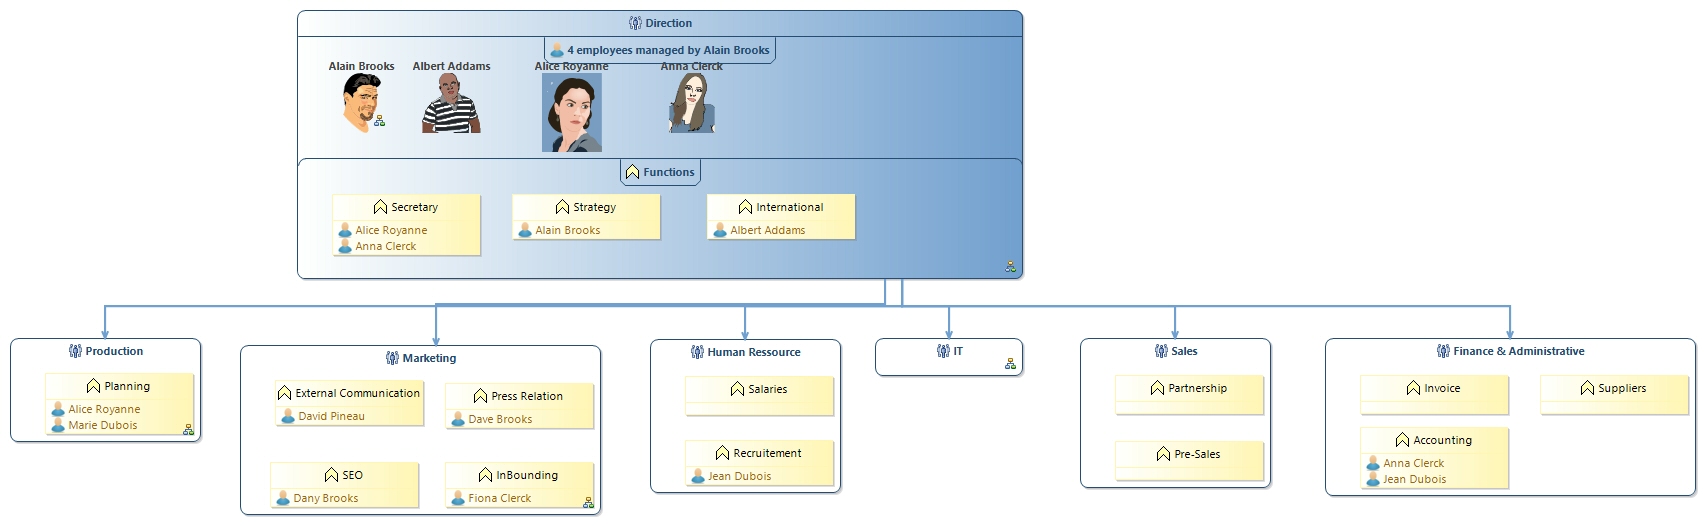 Direction
4 employees managed by Alain Brooks
Alain Brooks
Albert Addams
Alice Royanne
Anna Clerck
Functions
Secretary
Alice Royanne
Anna Clerck
Strategy
Alain Brooks
International
Albert Addams
Production
Planning
Alice Royanne
Marie Dubois
Marketing
External Communication
David Pineau
Press Relation
Dave Brooks
SEO
Dany Brooks
InBounding
Fiona Clerck
Human Ressource
Salaries
Recruitement
Jean Dubois
IT
Sales
Partnership
Pre-Sales
Finance & Administrative
Invoice
Suppliers
Accounting
Anna Clerck
Jean Dubois